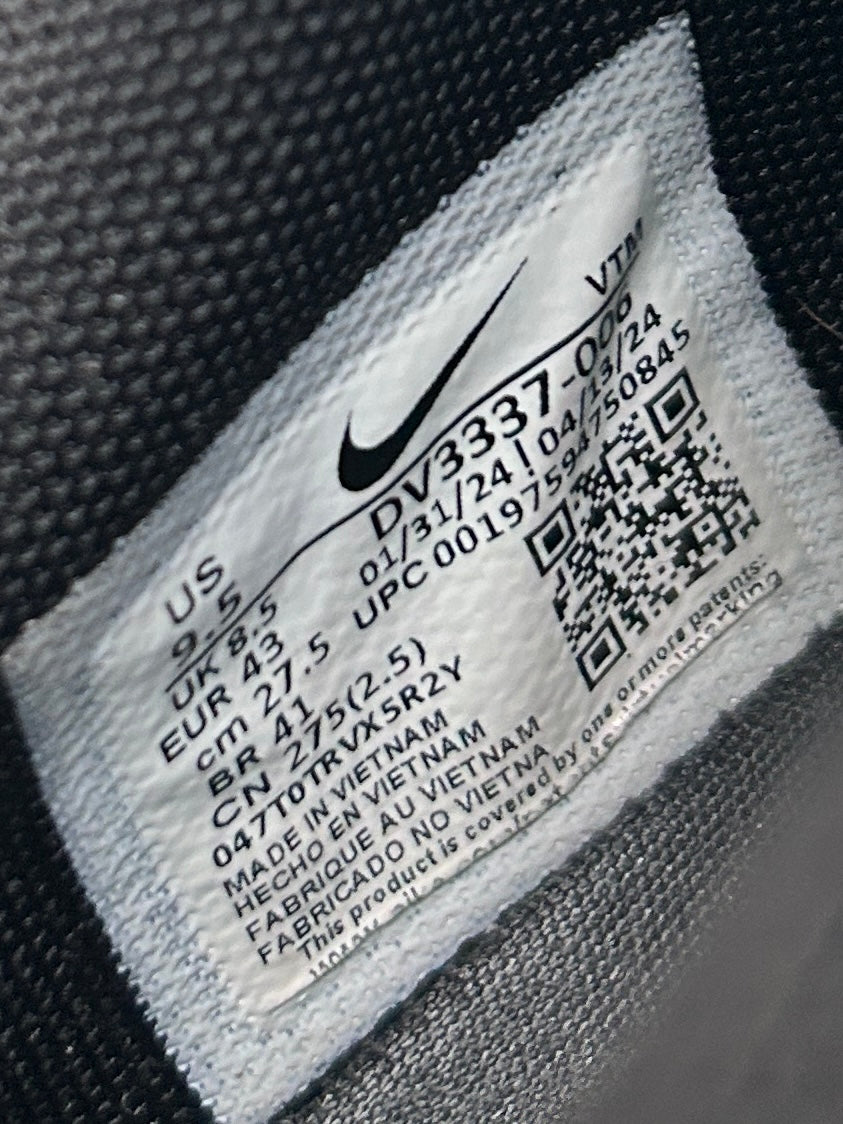 VTM
US
9.5
DV3337-006
01/31/24 | 04/13/24
UPC 00197594750845
UK 8.5
EUR 43
cm 27.5
BR 41
CN 275(2.5)
047T0TRVX5R2Y
MADE IN VIETNAM
HECHO EN VIETNAM
FABRIQUE AU VIETNAM
FABRICADO NO VIETNA
This product is covered by one or more patents: